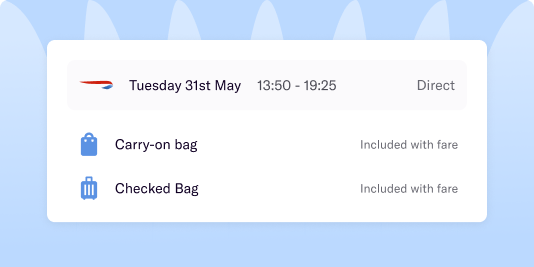 Tuesday 31st May 13:50 - 19:25 Direct
Carry-on bag Included with fare
Checked Bag Included with fare